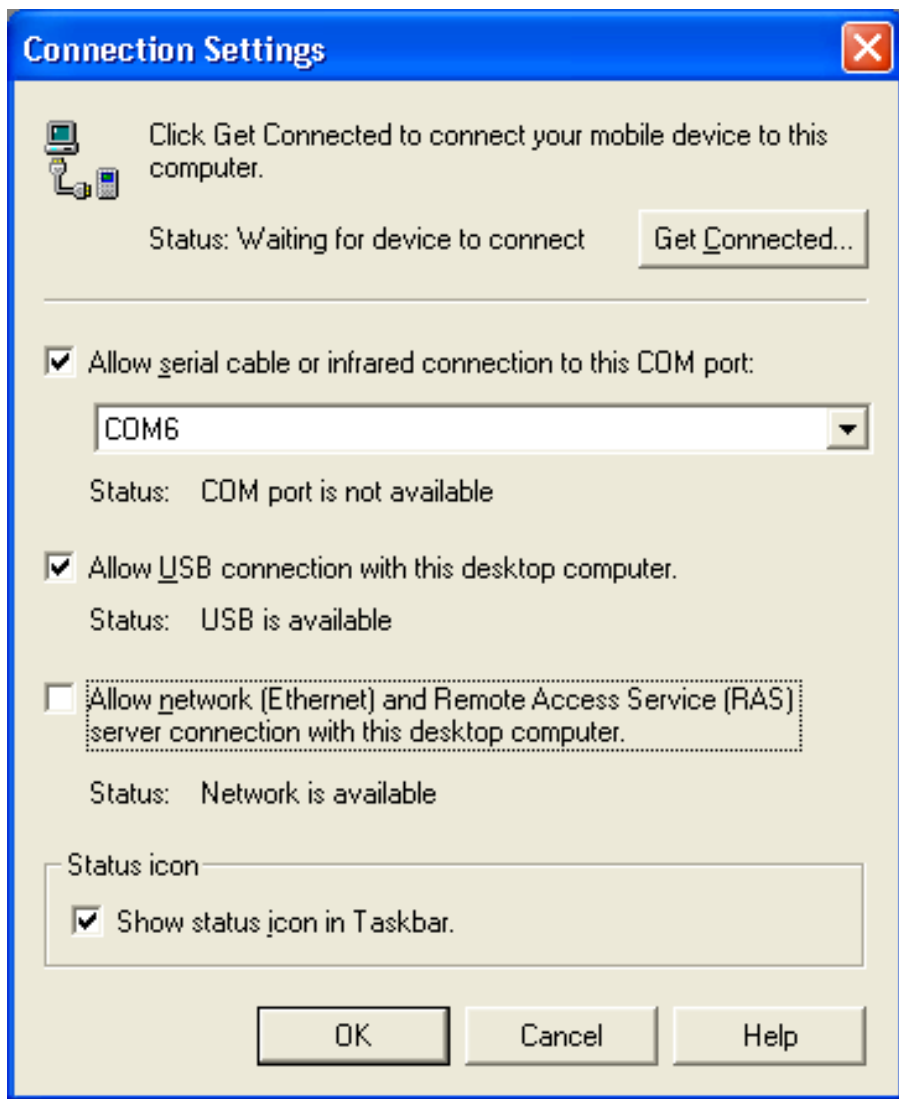 Connection Settings
Click Get Connected to connect your mobile device to this
computer.
Status: Waiting for device to connect
Get Connected...
Allow serial cable or infrared connection to this COM port:
COM6
Status: COM port is not available
Allow USB connection with this desktop computer.
Status: USB is available
Allow network (Ethernet) and Remote Access Service (RAS)
server connection with this desktop computer.
Status: Network is available
Status icon
Show status icon in Taskbar.
OK Cancel Help